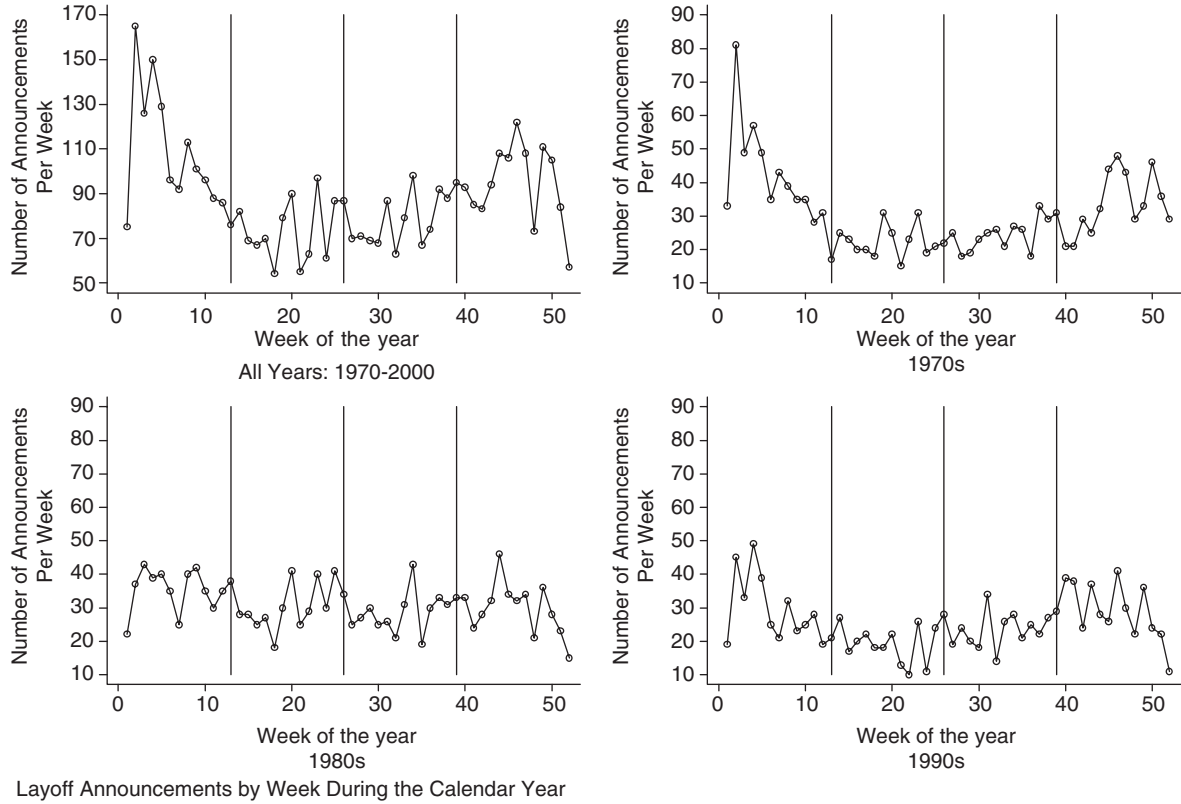 Number of Announcements
Per Week
170
150
130
110
90
70
50
0 10 20 30 40 50
Week of the year
All Years: 1970-2000
Number of Announcements
Per Week
90
80
70
60
50
40
30
20
10
0 10 20 30 40 50
Week of the year
1970s
Number of Announcements
Per Week
90
80
70
60
50
40
30
20
10
0 10 20 30 40 50
Week of the year
1980s
Number of Announcements
Per Week
90
80
70
60
50
40
30
20
10
0 10 20 30 40 50
Week of the year
1990s
Layoff Announcements by Week During the Calendar Year